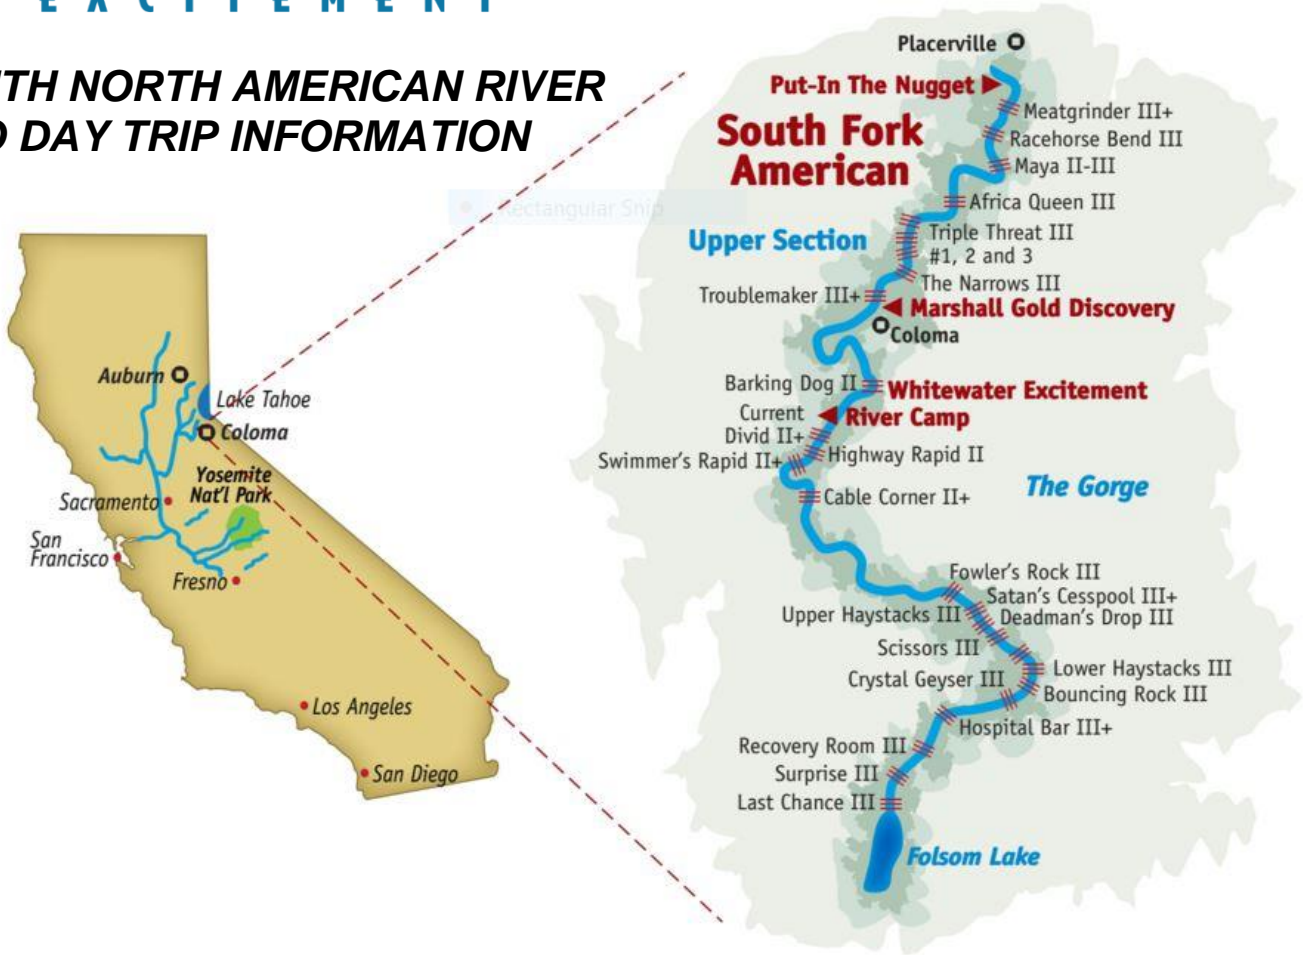 EXCITEMENT
TH NORTH AMERICAN RIVER
DAY TRIP INFORMATION
Rectangular Snip
Auburn
Lake Tahoe
Coloma
Yosemite
Nat'l Park
Sacramento
San
Francisco
Fresno
Los Angeles
San Diego
Placerville
Put-In The Nugget
South Fork
American
Meatgrinder III+
Racehorse Bend III
Maya II-III
Africa Queen III
Upper Section
Triple Threat III
#1, 2 and 3
The Narrows III
Troublemaker III+
Marshall Gold Discovery
Coloma
Barking Dog II
Whitewater Excitement
River Camp
Current
Divid II+
Highway Rapid II
Swimmer's Rapid II+
Cable Corner II+
The Gorge
Fowler's Rock III
Satan's Cesspool III+
Upper Haystacks III
Deadman's Drop III
Scissors III
Lower Haystacks III
Crystal Geyser III
Bouncing Rock III
Hospital Bar III+
Recovery Room III
Surprise III
Last Chance III
Folsom Lake